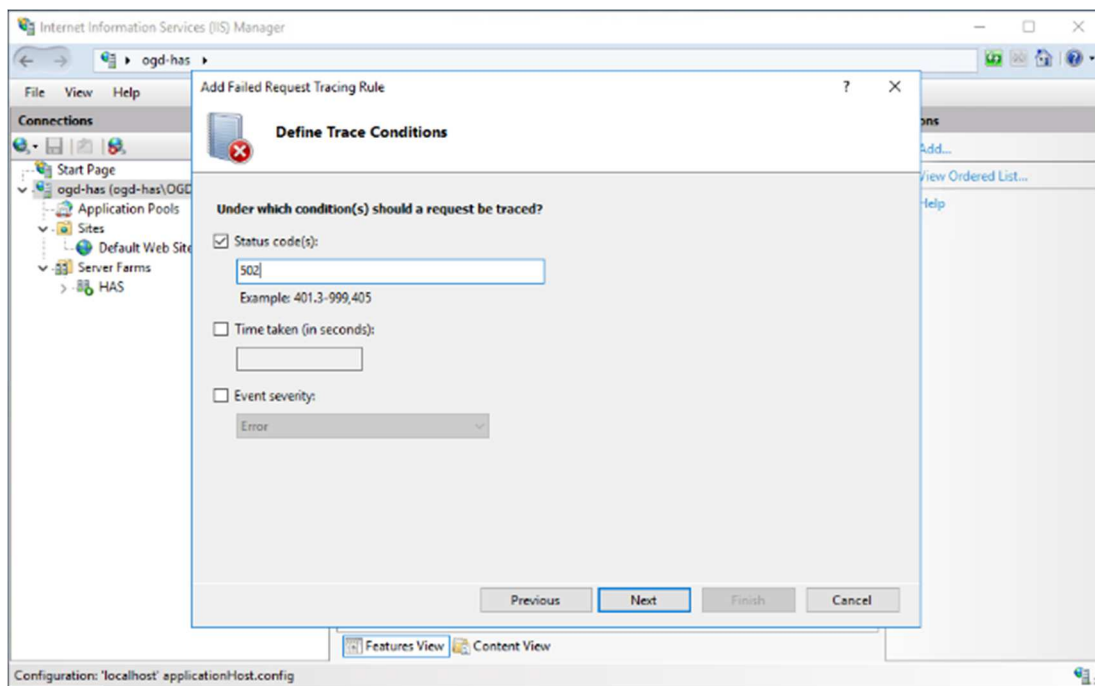 Internet Information Services (IIS) Manager
ogd-has
File View Help
Connections
Start Page
ogd-has (ogd-has\OGD
Application Pools
Sites
Default Web Site
Server Farms
HAS
Add Failed Request Tracing Rule
?
Define Trace Conditions
Under which condition(s) should a request be traced?
Status code(s):
502
Example: 401.3-999,405
Time taken (in seconds):
Event severity:
Error
Previous Next Finish Cancel
ons
Add...
View Ordered List...
Help
Features View Content View
Configuration: 'localhost' applicationHost.config